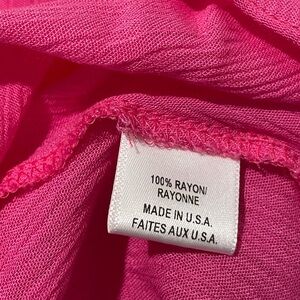 100% RAYON/
RAYONNE
MADE IN U.S.A.
FAITES AUX U.S.A.